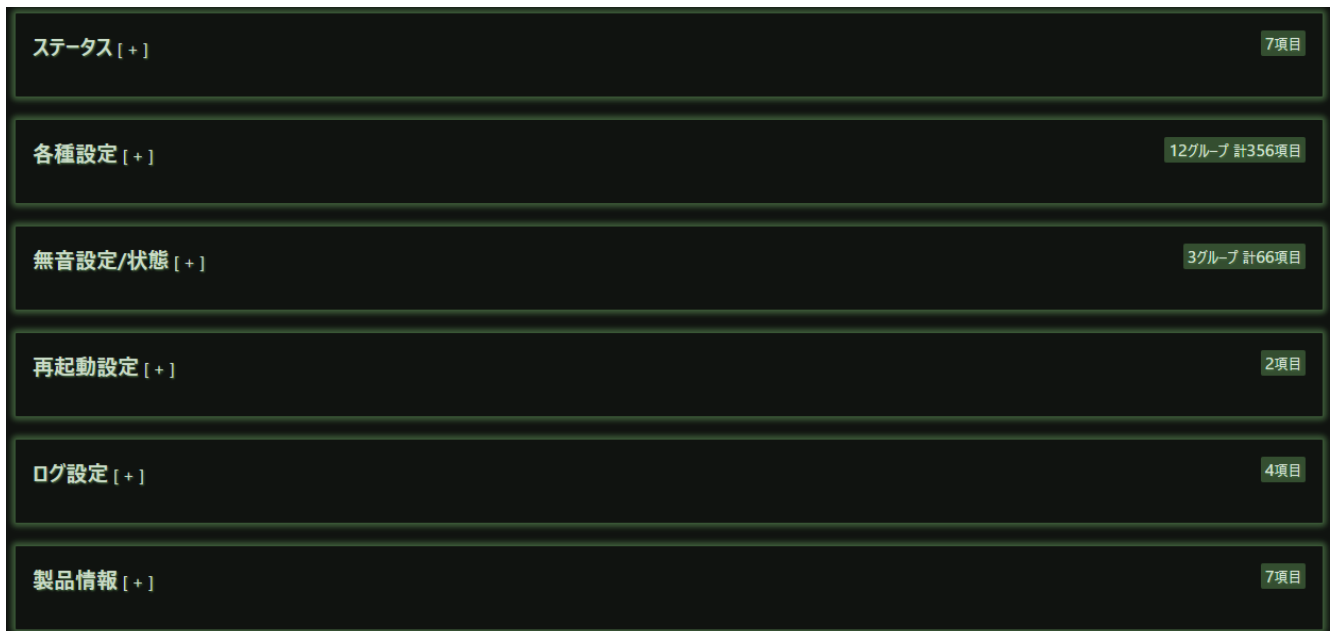 ステータス [ + ] 7項目
各種設定 [ + ] 12グループ 計356項目
無音設定/状態 [ + ] 3グループ 計66項目
再起動設定 [ + ] 2項目
ログ設定 [ + ] 4項目
製品情報 [ + ] 7項目